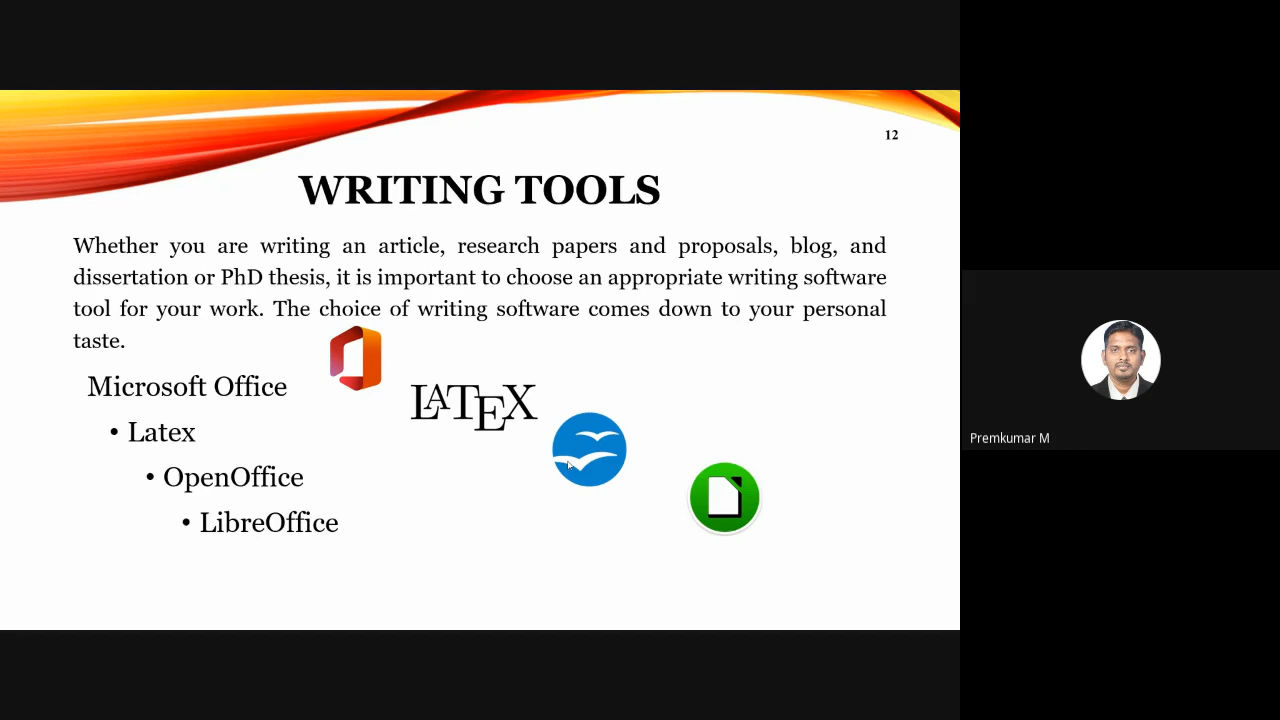 12
WRITING TOOLS
Whether you are writing an article, research papers and proposals, blog, and
dissertation or PhD thesis, it is important to choose an appropriate writing software
tool for your work. The choice of writing software comes down to your personal
taste.
Microsoft Office
LATEX
• Latex
• OpenOffice
• LibreOffice
Premkumar M